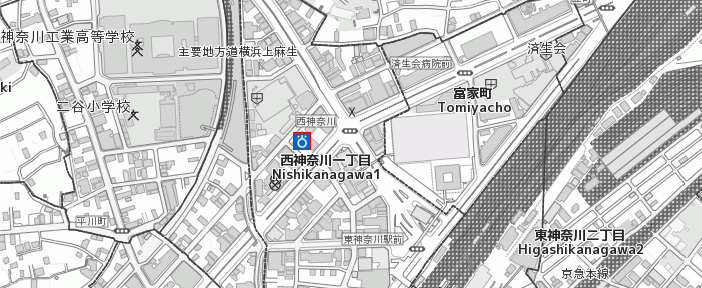 神奈川工業高等学校
主要地方道横浜上麻生
済生会
済生会病院前
ki
二谷小学校
富家町
Tomiyacho
西神奈川
西神奈川一丁目
Nishikanagawa1
平川町
東神奈川駅前
東神奈川二丁目
Higashikanagawa2
京急本線